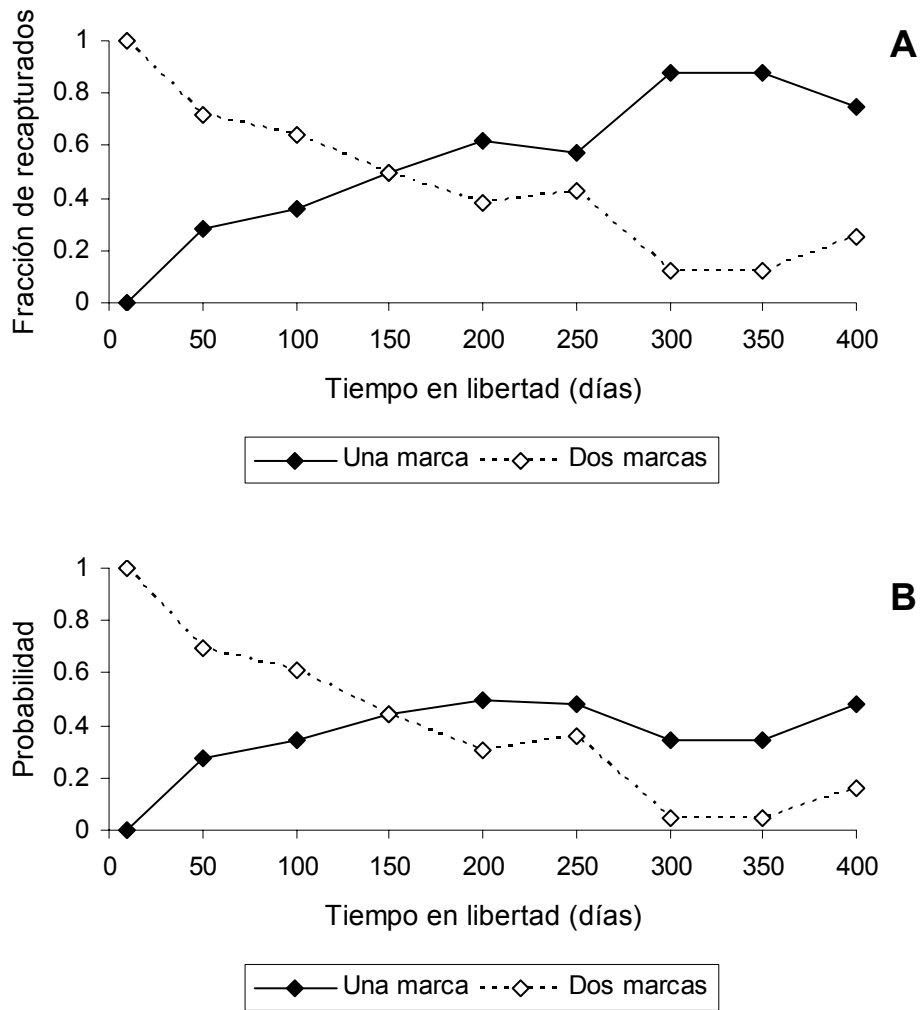 A
Fracción de recapturados
1
0.8
0.6
0.4
0.2
0
0 50 100 150 200 250 300 350 400
Tiempo en libertad (días)
Una marca Dos marcas
B
Probabilidad
1
0.8
0.6
0.4
0.2
0
0 50 100 150 200 250 300 350 400
Tiempo en libertad (días)
Una marca Dos marcas